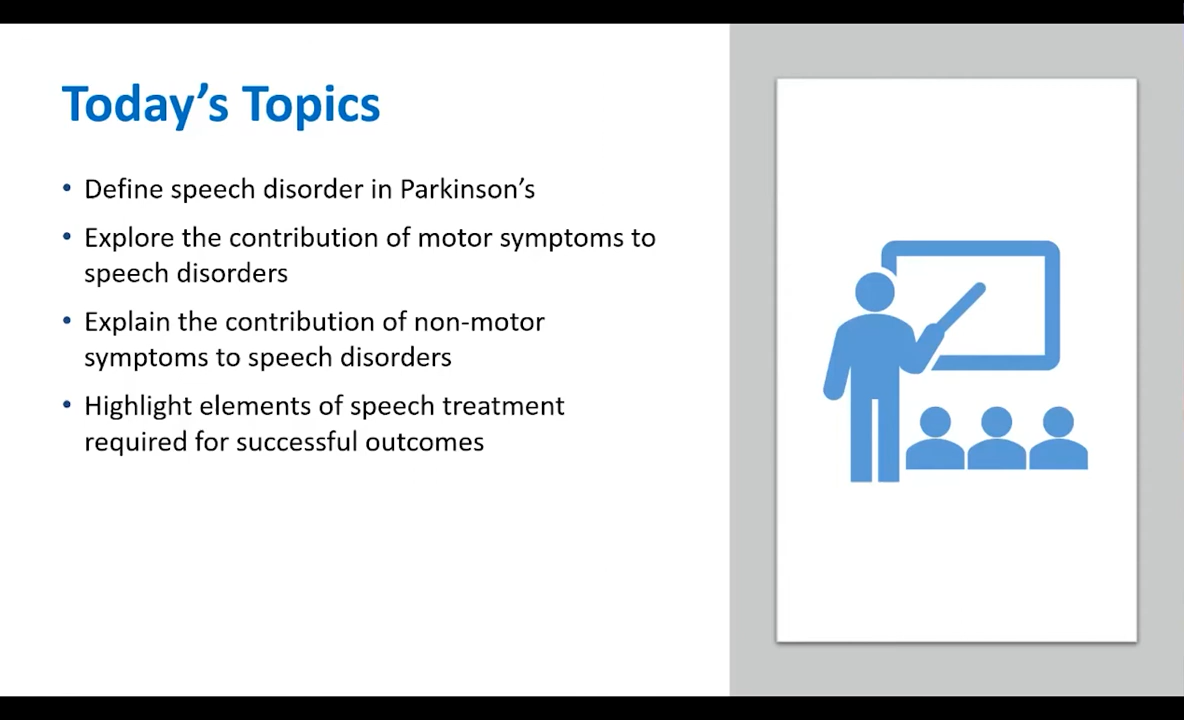 Today’s Topics
• Define speech disorder in Parkinson’s
• Explore the contribution of motor symptoms to
speech disorders
• Explain the contribution of non-motor
symptoms to speech disorders
• Highlight elements of speech treatment
required for successful outcomes